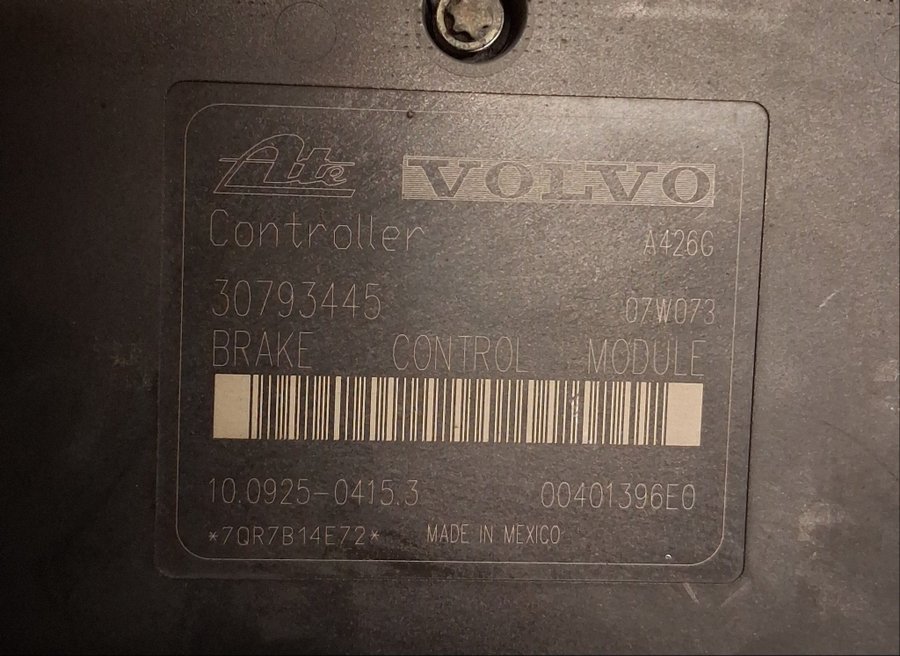 Ate VOLVO
Controller A426G
30793445 07W073
BRAKE CONTROL MODULE
10.0925-0415.3 00401396E0
*7QR7B14E72* MADE IN MEXICO